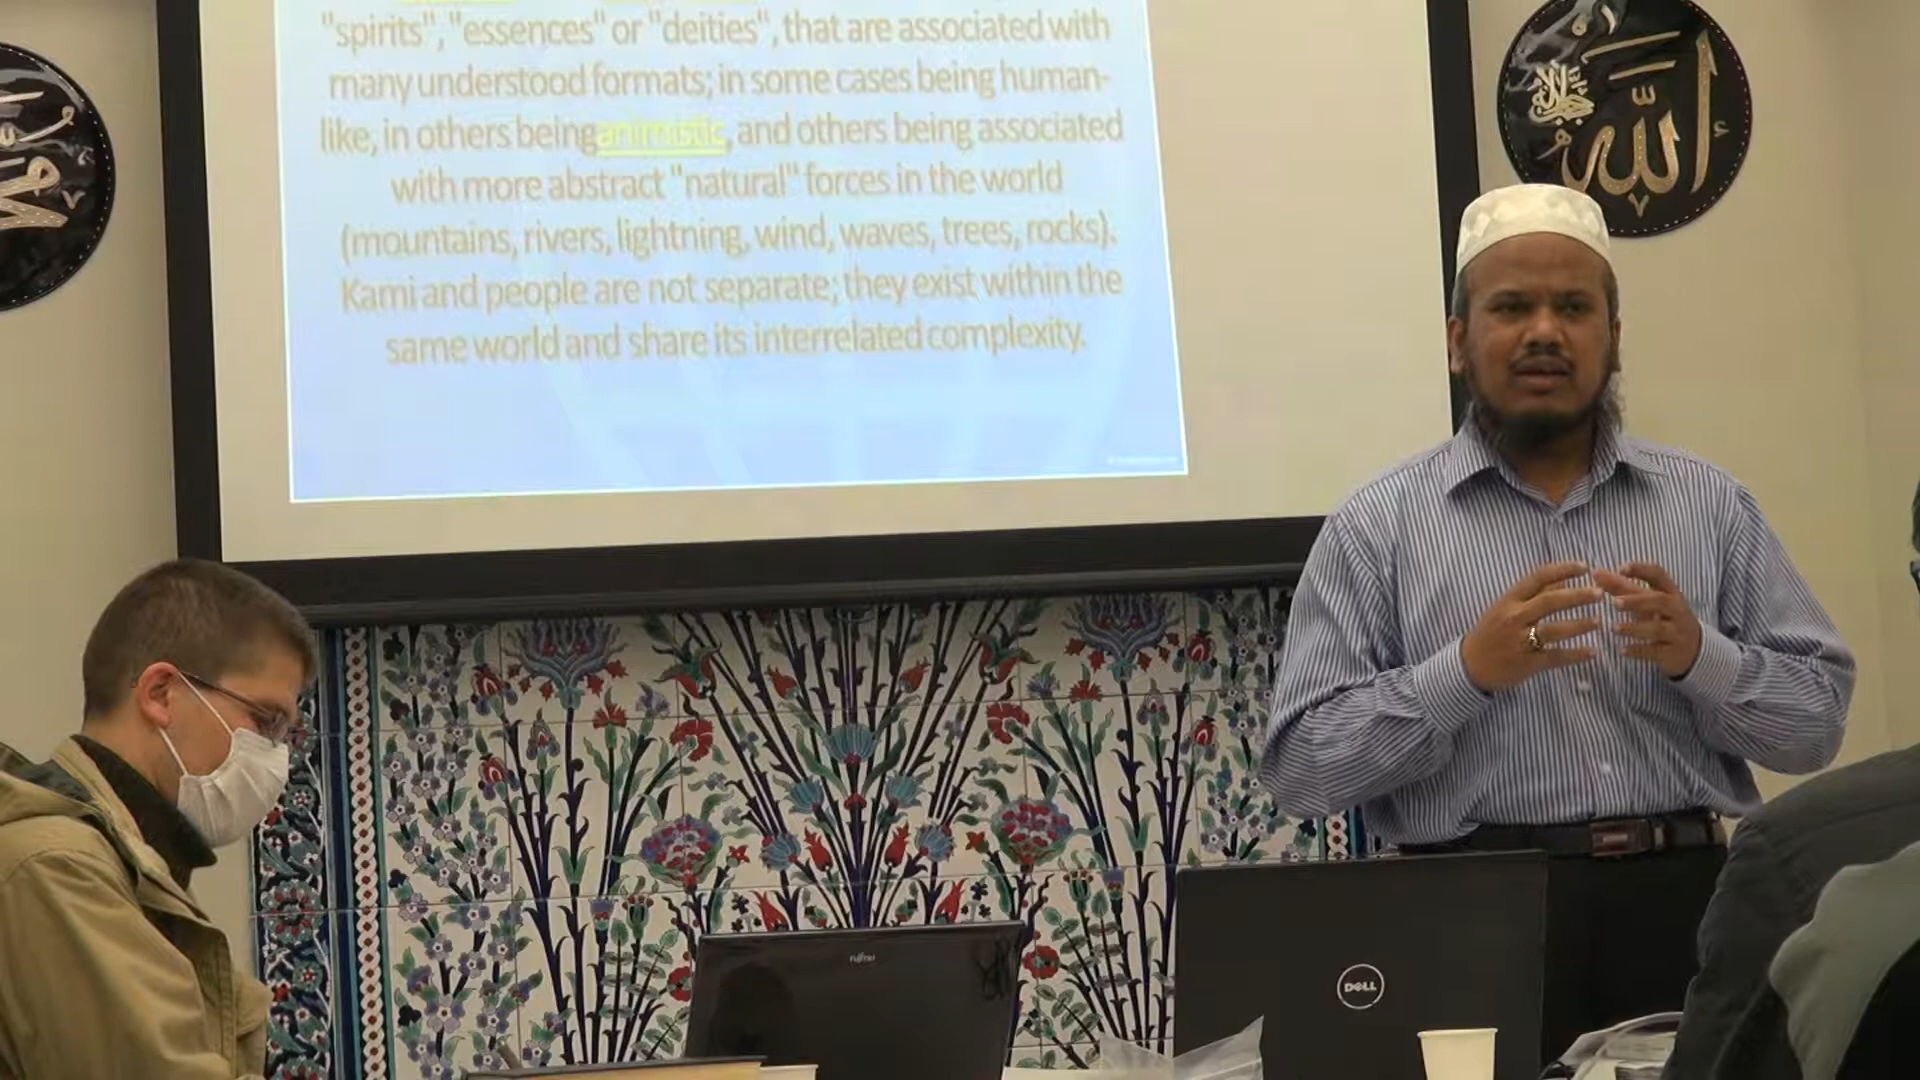 "spirits", "essences" or "deities", that are associated with
many understood formats; in some cases being human-
like, in others being animistic, and others being associated
with more abstract "natural" forces in the world
(mountains, rivers, lightning, wind, waves, trees, rocks).
Kami and people are not separate; they exist within the
same world and share its interrelated complexity.
الله
جل جلاله
FUJITSU
DELL